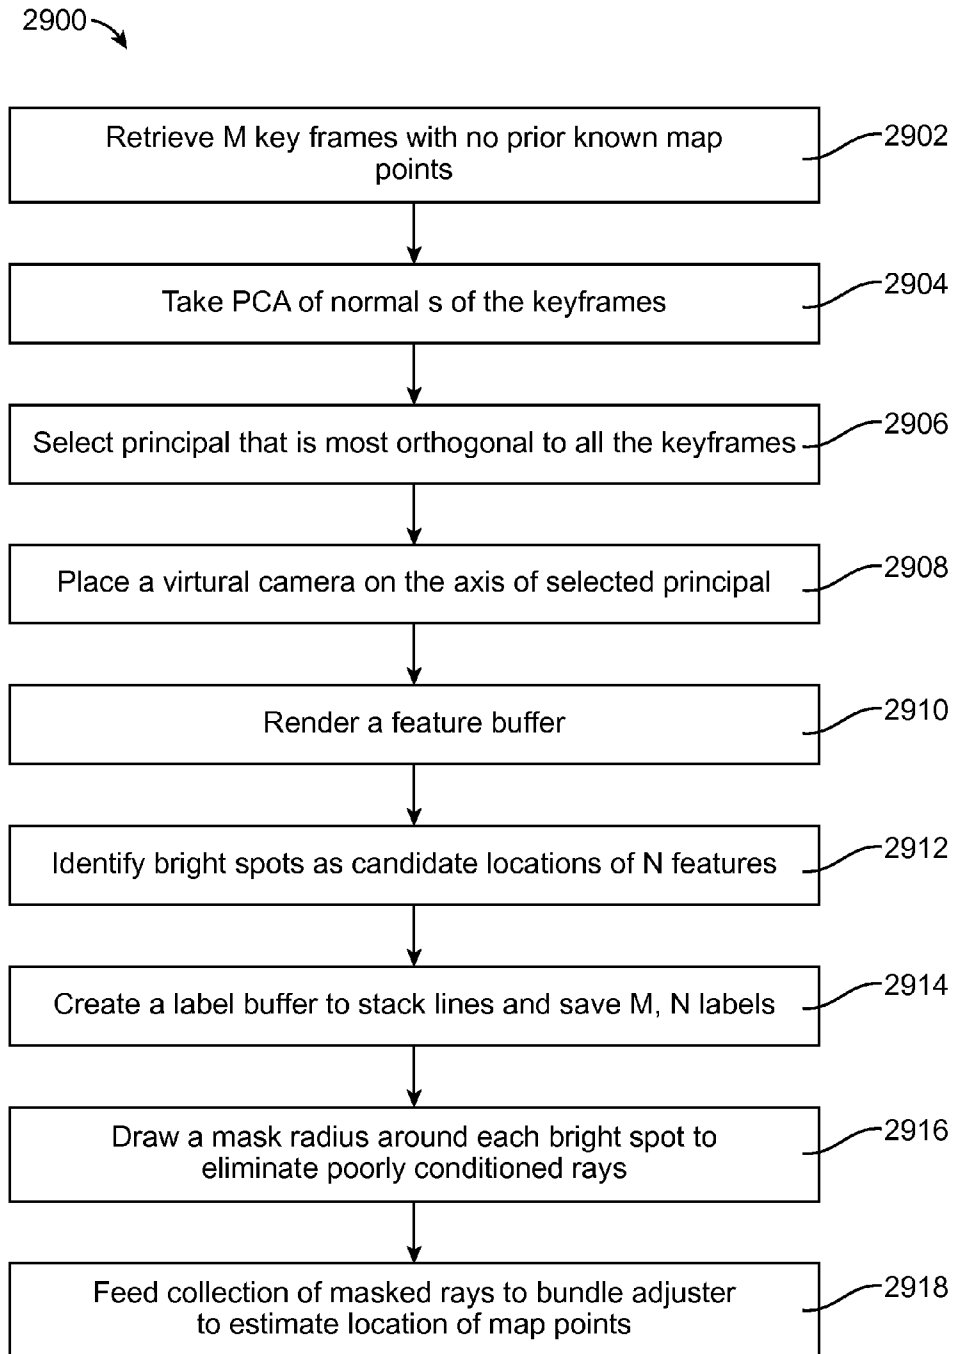 2900
Retrieve M key frames with no prior known map
points
2902
Take PCA of normal s of the keyframes
2904
Select principal that is most orthogonal to all the keyframes
2906
Place a virtural camera on the axis of selected principal
2908
Render a feature buffer
2910
Identify bright spots as candidate locations of N features
2912
Create a label buffer to stack lines and save M, N labels
2914
Draw a mask radius around each bright spot to
eliminate poorly conditioned rays
2916
Feed collection of masked rays to bundle adjuster
to estimate location of map points
2918